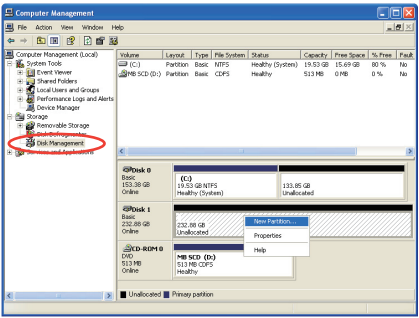 Computer Management
File Action View Window Help
Computer Management (Local)
System Tools
Event Viewer
Shared Folders
Local Users and Groups
Performance Logs and Alerts
Device Manager
Storage
Removable Storage
Disk Defragmenter
Disk Management
Services and Applications
Volume Layout Type File System Status Capacity Free Space % Free Fault
(C:) Partition Basic NTFS Healthy (System) 19.53 GB 15.69 GB 80 % No
MB SCD (D:) Partition Basic CDFS Healthy 513 MB 0 MB 0 % No
Disk 0
Basic
153.38 GB
Online
(C:)
19.53 GB NTFS
Healthy (System)
133.85 GB
Unallocated
Disk 1
Basic
232.88 GB
Online
232.88 GB
Unallocated
New Partition...
Properties
Help
CD-ROM 0
DVD
513 MB
Online
MB SCD (D:)
513 MB CDFS
Healthy
Unallocated Primary partition